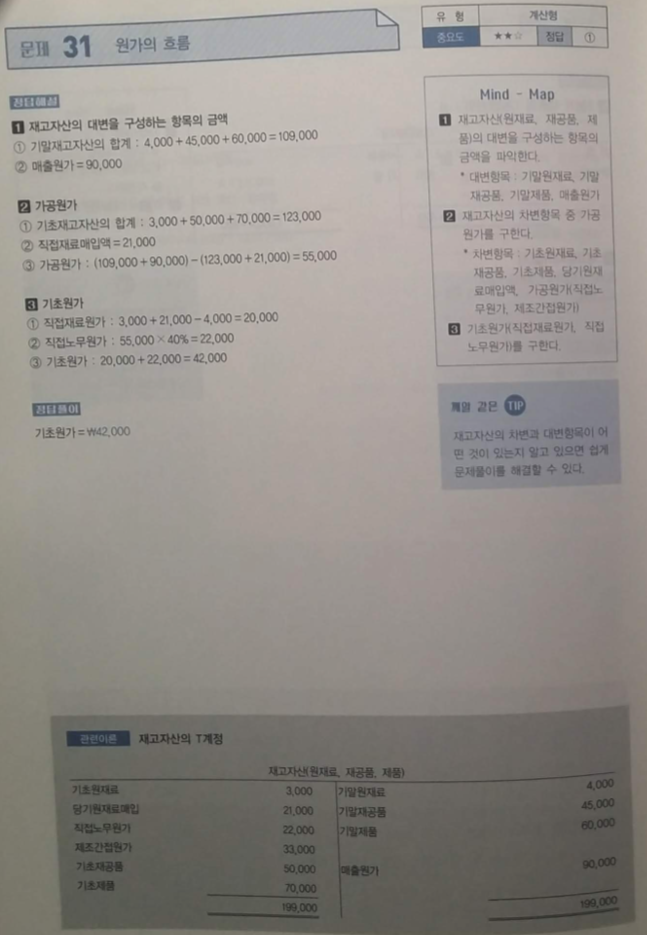 문제 31 원가의 흐름
유 형 계산형
중요도 ★★☆ 정답 ①
정답해설
1 재고자산의 대변을 구성하는 항목의 금액
① 기말재고자산의 합계 : 4,000+45,000+60,000=109,000
② 매출원가=90,000
2 가공원가
① 기초재고자산의 합계 : 3,000+50,000+70,000=123,000
② 직접재료매입액=21,000
③ 가공원가 : (109,000+90,000)-(123,000+21,000)=55,000
3 기초원가
① 직접재료원가 : 3,000+21,000-4,000=20,000
② 직접노무원가 : 55,000×40%=22,000
③ 기초원가 : 20,000+22,000=42,000
정답풀이
기초원가=₩42,000
Mind - Map
1 재고자산(원재료, 재공품, 제
품)의 대변을 구성하는 항목의
금액을 파악한다.
* 대변항목 : 기말원재료, 기말
재공품, 기말제품, 매출원가
2 재고자산의 차변항목 중 가공
원가를 구한다.
* 차변항목 : 기초원재료, 기초
재공품, 기초제품, 당기원재
료매입액, 가공원가(직접노
무원가, 제조간접원가)
3 기초원가(직접재료원가, 직접
노무원가)를 구한다.
깨알 같은 TIP
재고자산의 차변과 대변항목이 어
떤 것이 있는지 알고 있으면 쉽게
문제풀이를 해결할 수 있다.
관련이론 재고자산의 T계정
재고자산(원재료, 재공품, 제품)
기초원재료 3,000 기말원재료 4,000
당기원재료매입 21,000 기말재공품 45,000
직접노무원가 22,000 기말제품 60,000
제조간접원가 33,000
기초재공품 50,000 매출원가 90,000
기초제품 70,000
199,000 199,000